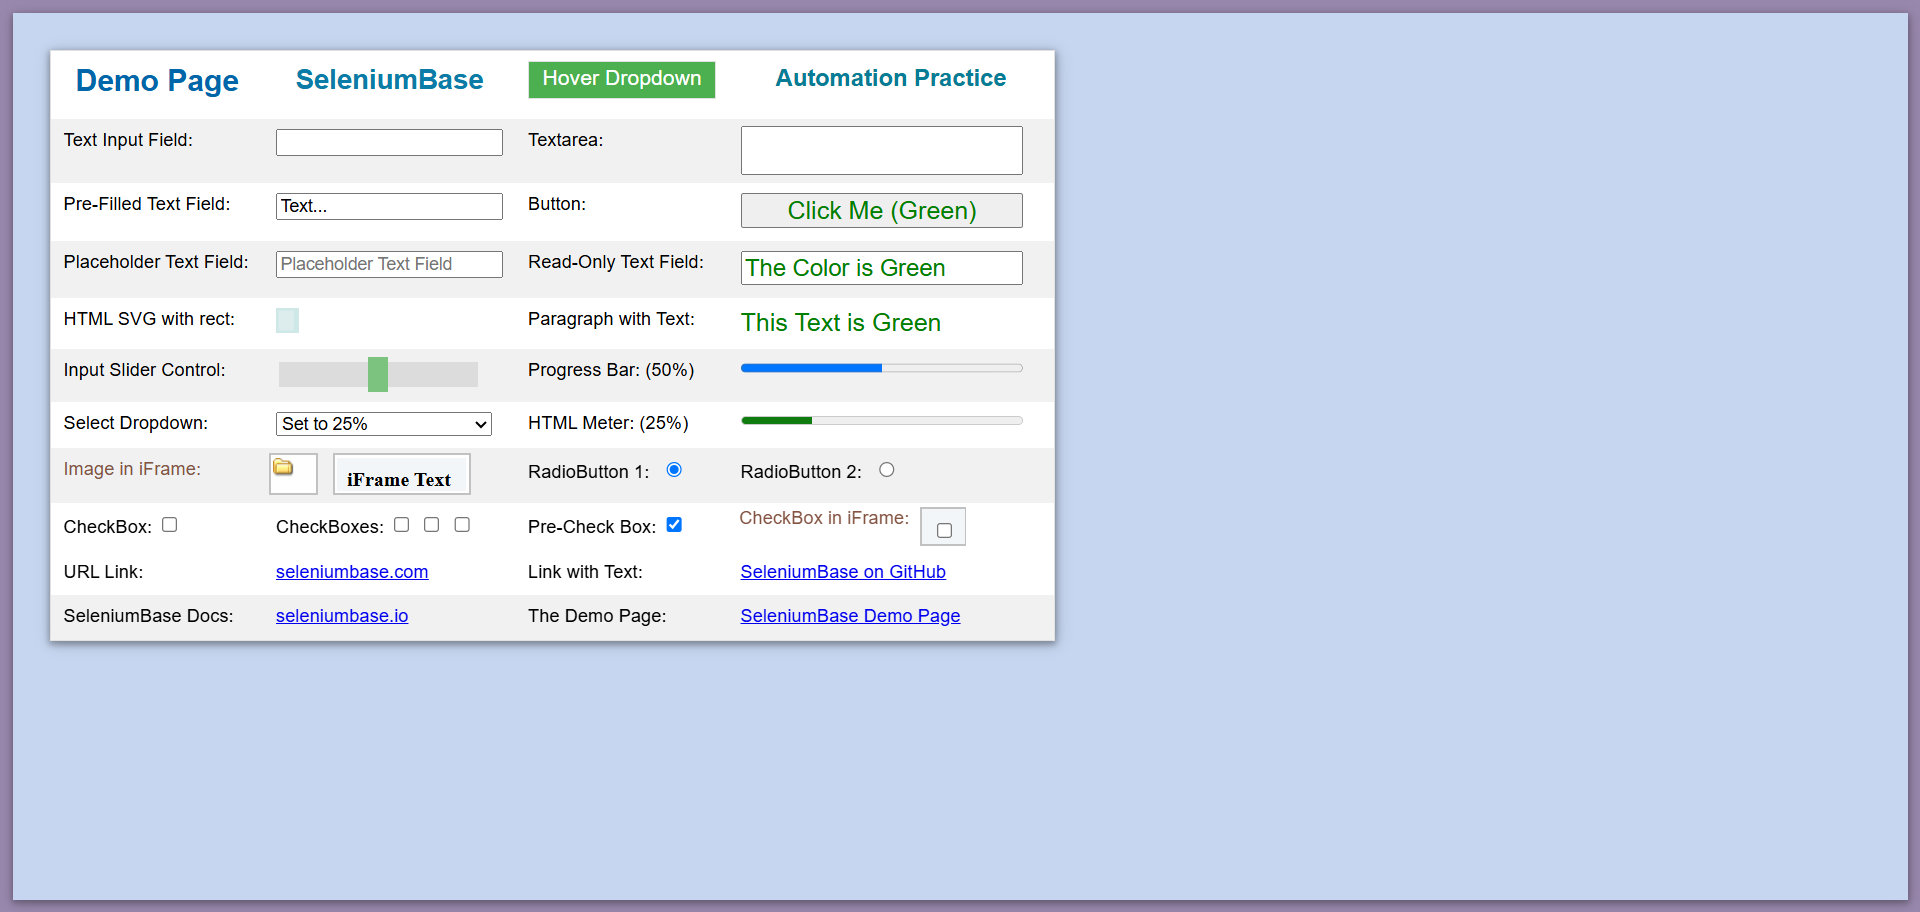 Demo Page SeleniumBase Hover Dropdown Automation Practice
Text Input Field: Textarea:
Pre-Filled Text Field: Text... Button: Click Me (Green)
Placeholder Text Field: Placeholder Text Field Read-Only Text Field: The Color is Green
HTML SVG with rect: Paragraph with Text: This Text is Green
Input Slider Control: Progress Bar: (50%)
Select Dropdown: Set to 25% HTML Meter: (25%)
Image in iFrame: iFrame Text RadioButton 1: RadioButton 2:
CheckBox: CheckBoxes: Pre-Check Box: CheckBox in iFrame:
URL Link: seleniumbase.com Link with Text: SeleniumBase on GitHub
SeleniumBase Docs: seleniumbase.io The Demo Page: SeleniumBase Demo Page